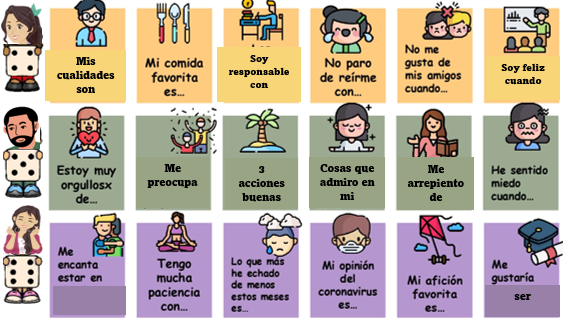 Mis
cualidades
son
Mi comida
favorita
es...
Soy
responsable
con
No paro
de reírme
con...
No me
gusta de
mis amigos
cuando...
Soy feliz
cuando
Estoy muy
orgullosx
de...
Me
preocupa
3
acciones
buenas
Cosas que
admiro en
mi
Me
arrepiento
de
He sentido
miedo
cuando...
Me
encanta
estar en
Tengo
mucha
paciencia
con...
Lo que más
he echado
de menos
estos meses
es...
Mi opinión
del
coronavirus
es...
Mi afición
favorita
es...
Me
gustaría
ser